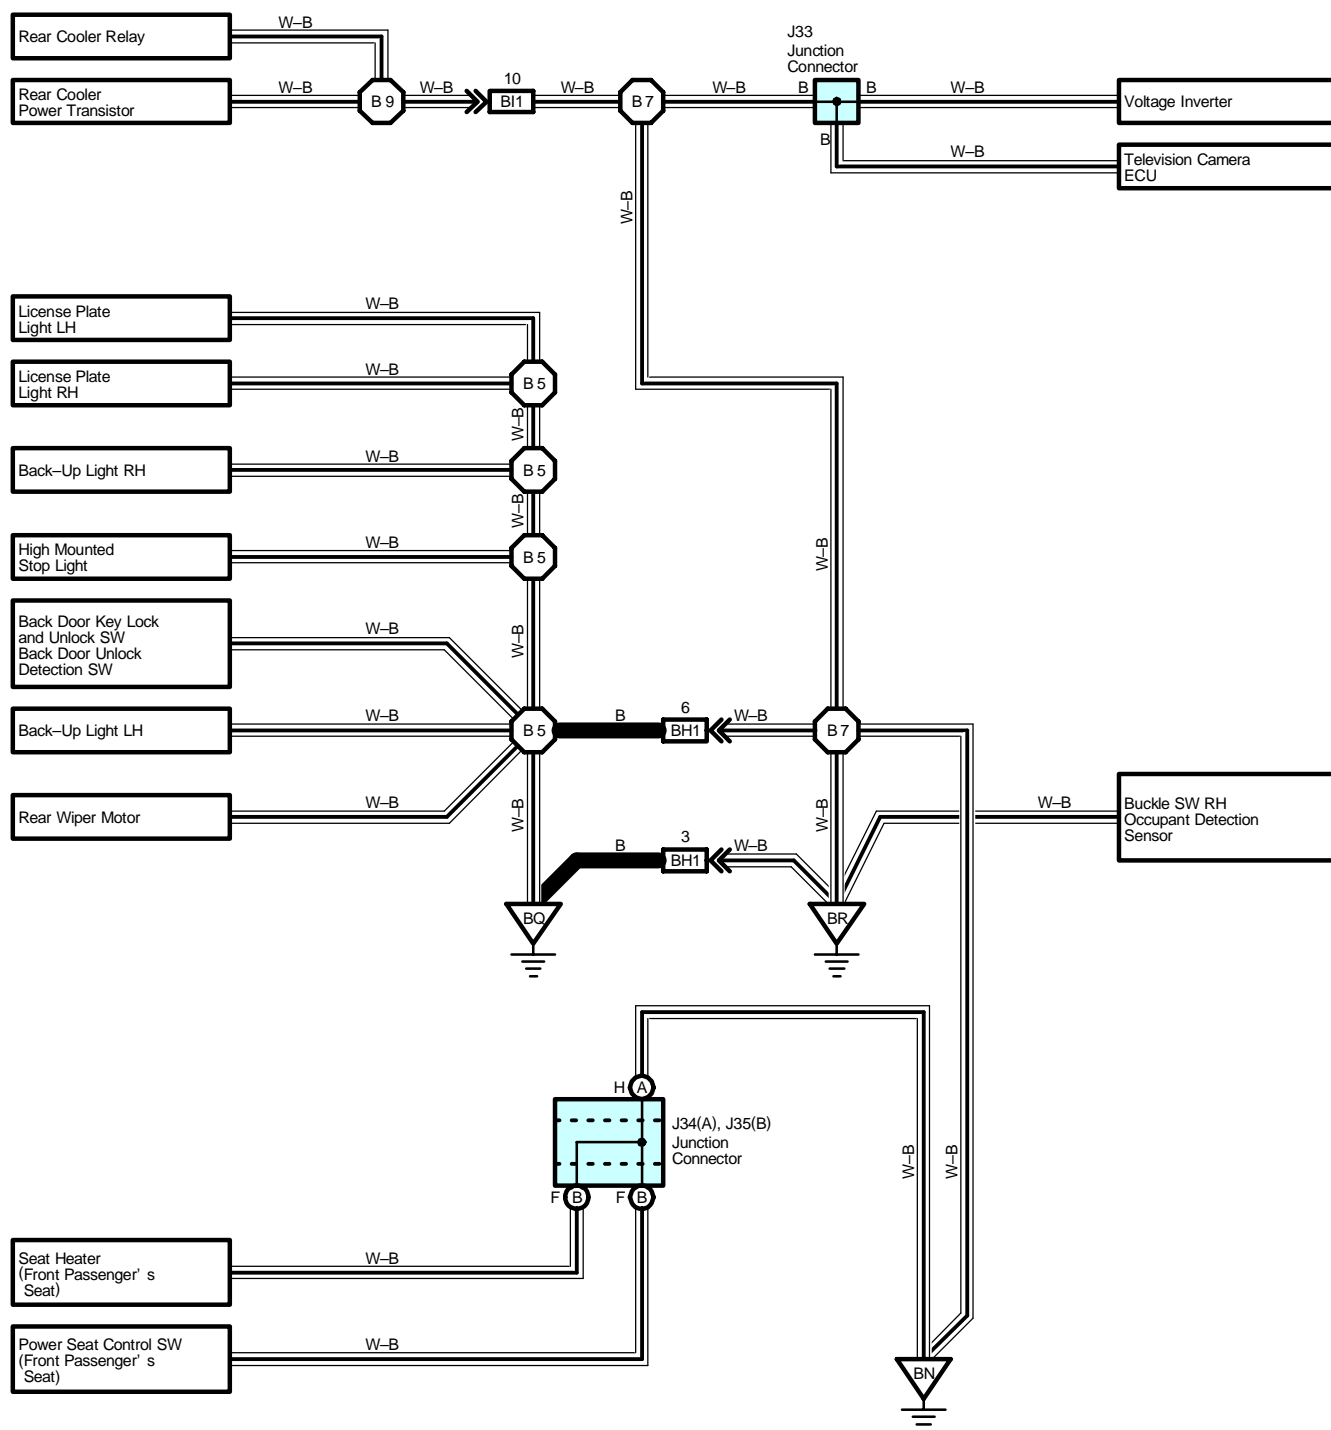 Rear Cooler Relay
W–B
Rear Cooler
Power Transistor
W–B
B 9
W–B
10
BI1
W–B
B 7
W–B
J33
Junction
Connector
B
B
B
W–B
Voltage Inverter
W–B
Television Camera
ECU
W–B
License Plate
Light LH
W–B
License Plate
Light RH
W–B
B 5
W–B
Back–Up Light RH
W–B
B 5
W–B
High Mounted
Stop Light
W–B
B 5
W–B
W–B
Back Door Key Lock
and Unlock SW
Back Door Unlock
Detection SW
W–B
Back–Up Light LH
W–B
B 5
B
6
BH1
W–B
B 7
Rear Wiper Motor
W–B
W–B
B
3
BH1
W–B
W–B
W–B
Buckle SW RH
Occupant Detection
Sensor
BQ
BR
H
A
J34(A), J35(B)
Junction
Connector
F
B
F
B
W–B
W–B
Seat Heater
(Front Passenger' s
Seat)
W–B
Power Seat Control SW
(Front Passenger' s
Seat)
W–B
BN